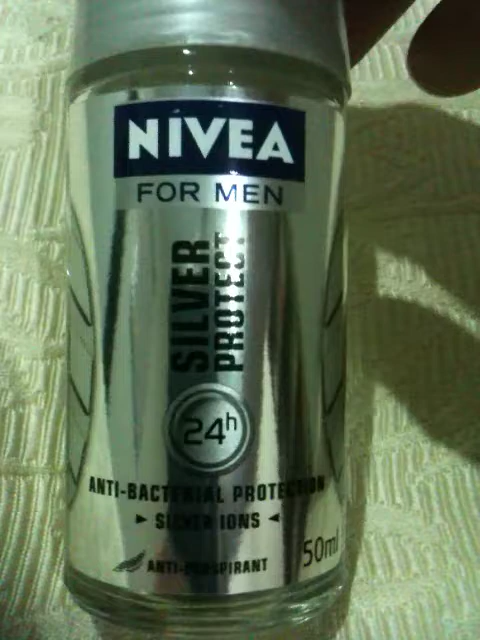 NIVEA
FOR MEN
SILVER
PROTECT
24h
ANTI-BACTERIAL PROTECTION
► SILVER IONS ◄
ANTI-PERSPIRANT
50ml